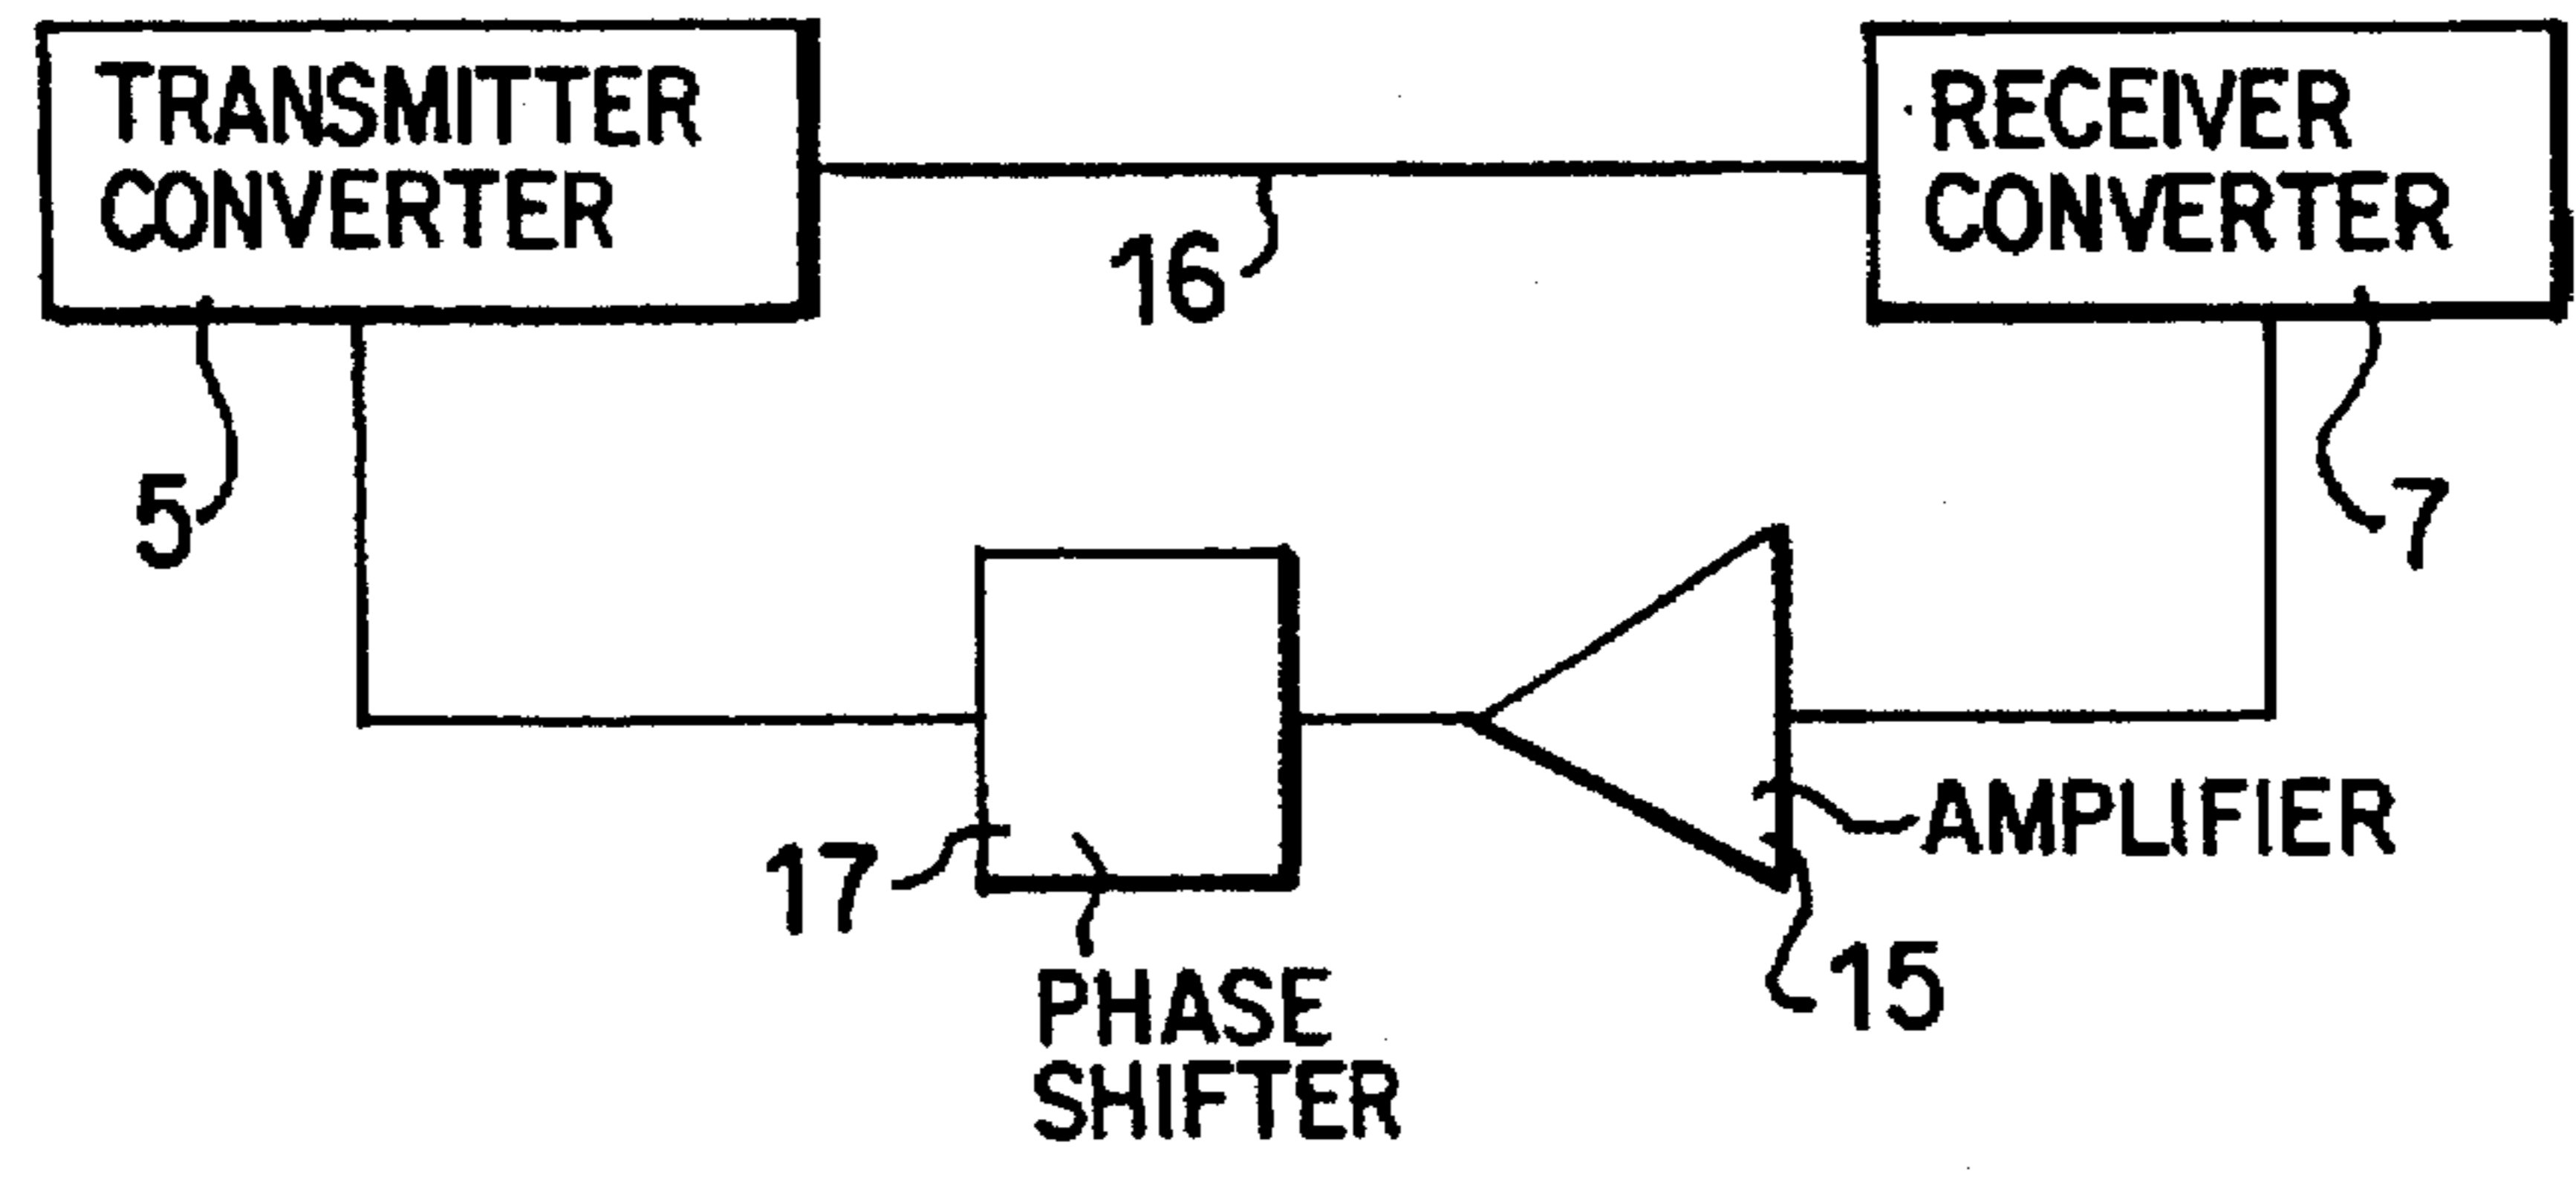 TRANSMITTER
CONVERTER
RECEIVER
CONVERTER
16
5
7
AMPLIFIER
17
15
PHASE
SHIFTER